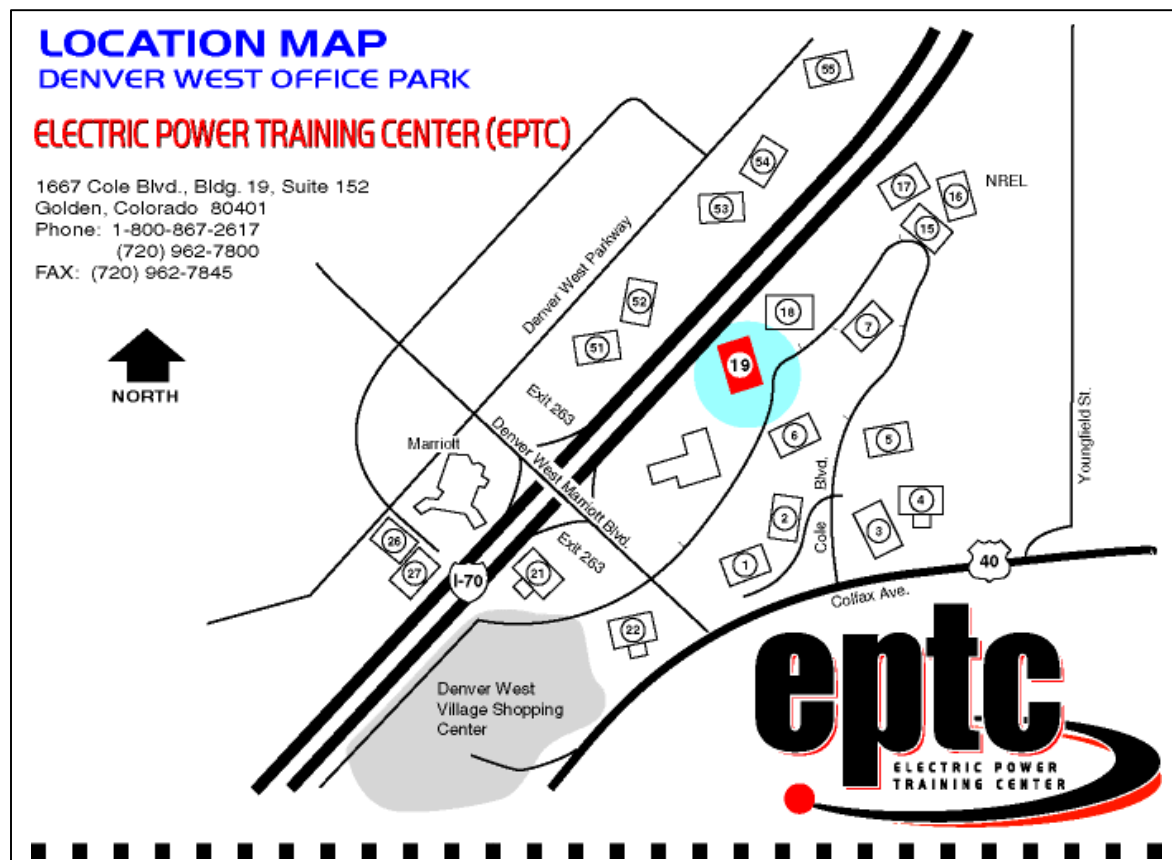 LOCATION MAP
DENVER WEST OFFICE PARK
ELECTRIC POWER TRAINING CENTER (EPTC)
1667 Cole Blvd., Bldg. 19, Suite 152
Golden, Colorado 80401
Phone: 1-800-867-2617
(720) 962-7800
FAX: (720) 962-7845
NORTH
55
54
53
17
16
NREL
15
Denver West Parkway
52
51
18
7
19
Exit 263
Denver West Marriott Blvd.
Marriott
6
5
Youngfield St.
Cole Blvd.
4
2
3
1
26
27
I-70
21
Exit 263
40
Colfax Ave.
22
Denver West
Village Shopping
Center
eptc
ELECTRIC POWER
TRAINING CENTER